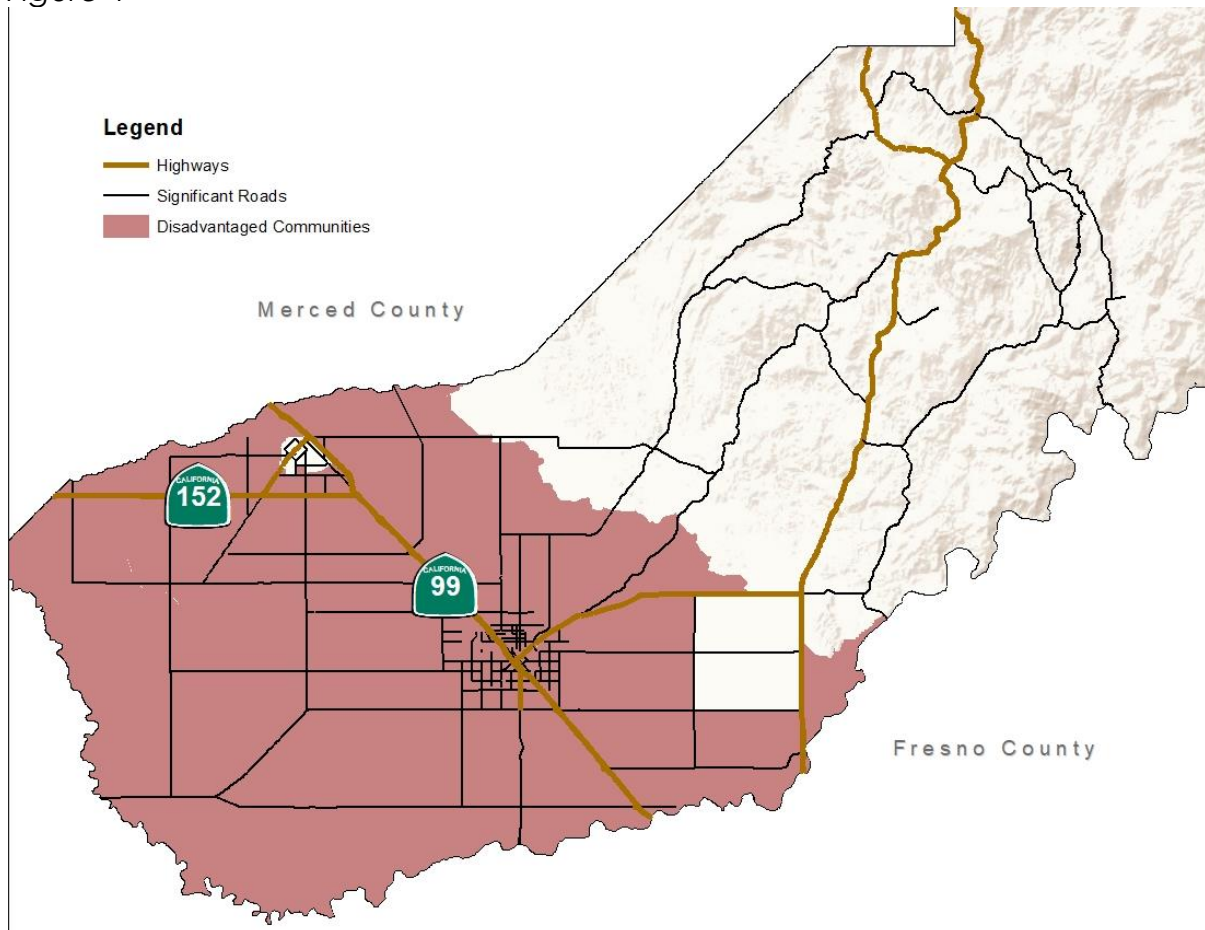 Legend
Highways
Significant Roads
Disadvantaged Communities
Merced County
CALIFORNIA
152
CALIFORNIA
99
Fresno County